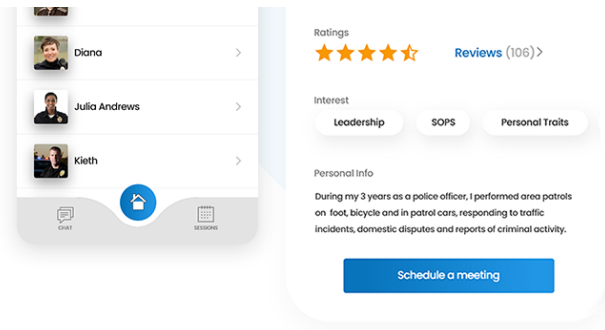 Diana
Julia Andrews
Kieth
CHAT
SESSIONS
Ratings
Reviews (106)
Interest
Leadership
SOPS
Personal Traits
Personal Info
During my 3 years as a police officer, I performed area patrols
on foot, bicycle and in patrol cars, responding to traffic
incidents, domestic disputes and reports of criminal activity.
Schedule a meeting